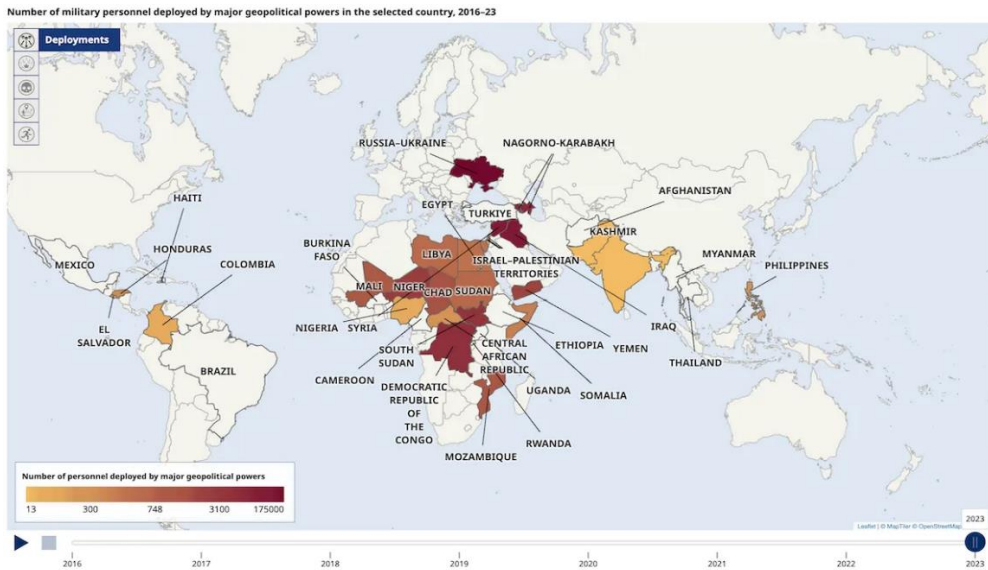 Number of military personnel deployed by major geopolitical powers in the selected country, 2016–23
Deployments
RUSSIA–UKRAINE
NAGORNO-KARABAKH
HAITI
EGYPT
TURKIYE
AFGHANISTAN
KASHMIR
HONDURAS
MEXICO
COLOMBIA
BURKINA
FASO
LIBYA
ISRAEL–PALESTINIAN
TERRITORIES
MYANMAR
PHILIPPINES
MALI
NIGER
CHAD
SUDAN
EL
SALVADOR
NIGERIA
SYRIA
IRAQ
SOUTH
SUDAN
CENTRAL
AFRICAN
REPUBLIC
ETHIOPIA
YEMEN
THAILAND
BRAZIL
CAMEROON
DEMOCRATIC
REPUBLIC
OF
THE
CONGO
UGANDA
SOMALIA
RWANDA
MOZAMBIQUE
Number of personnel deployed by major geopolitical powers
13 300 748 3100 175000
Leaflet | © MapTiler © OpenStreetMap
2023
2016 2017 2018 2019 2020 2021 2022 2023